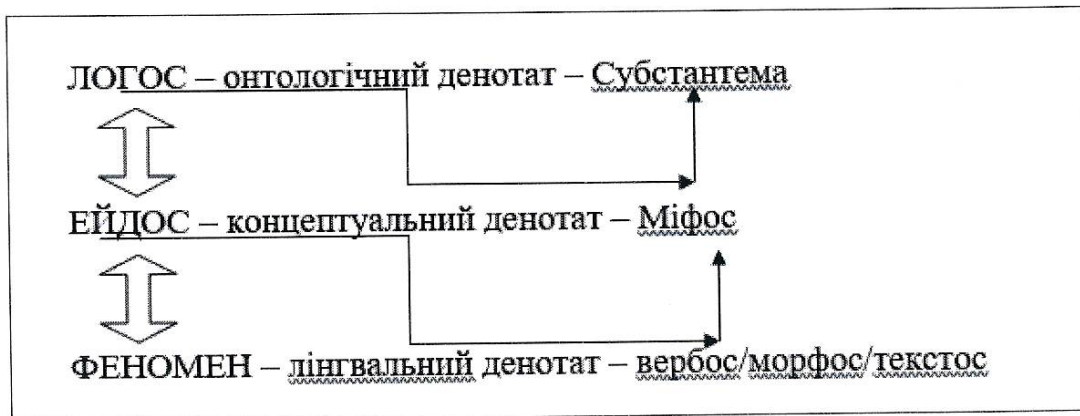 ЛОГОС – онтологічний денотат – Субстантема
ЕЙДОС – концептуальний денотат – Міфос
ФЕНОМЕН – лінгвальний денотат – вербос/морфос/текстос